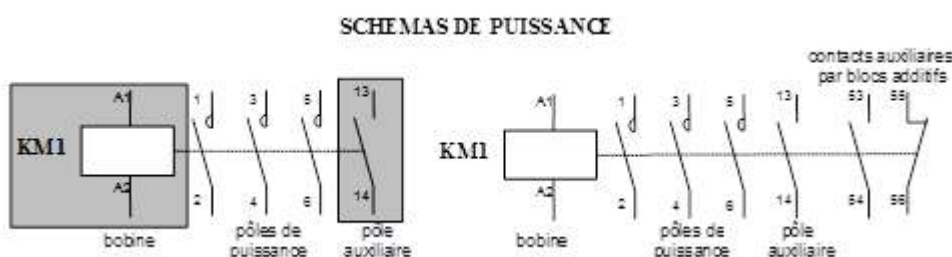 SCHEMAS DE PUISSANCE
contacts auxiliaires
par blocs additifs
A1 1 3 5 13
KM1
A2 2 4 6 14
bobine
pôles de
puissance
pôle
auxiliaire
A1 1 3 5 13 53 55
KM1
A2 2 4 6 14 54 56
bobine
pôles de
puissance
pôle
auxiliaire